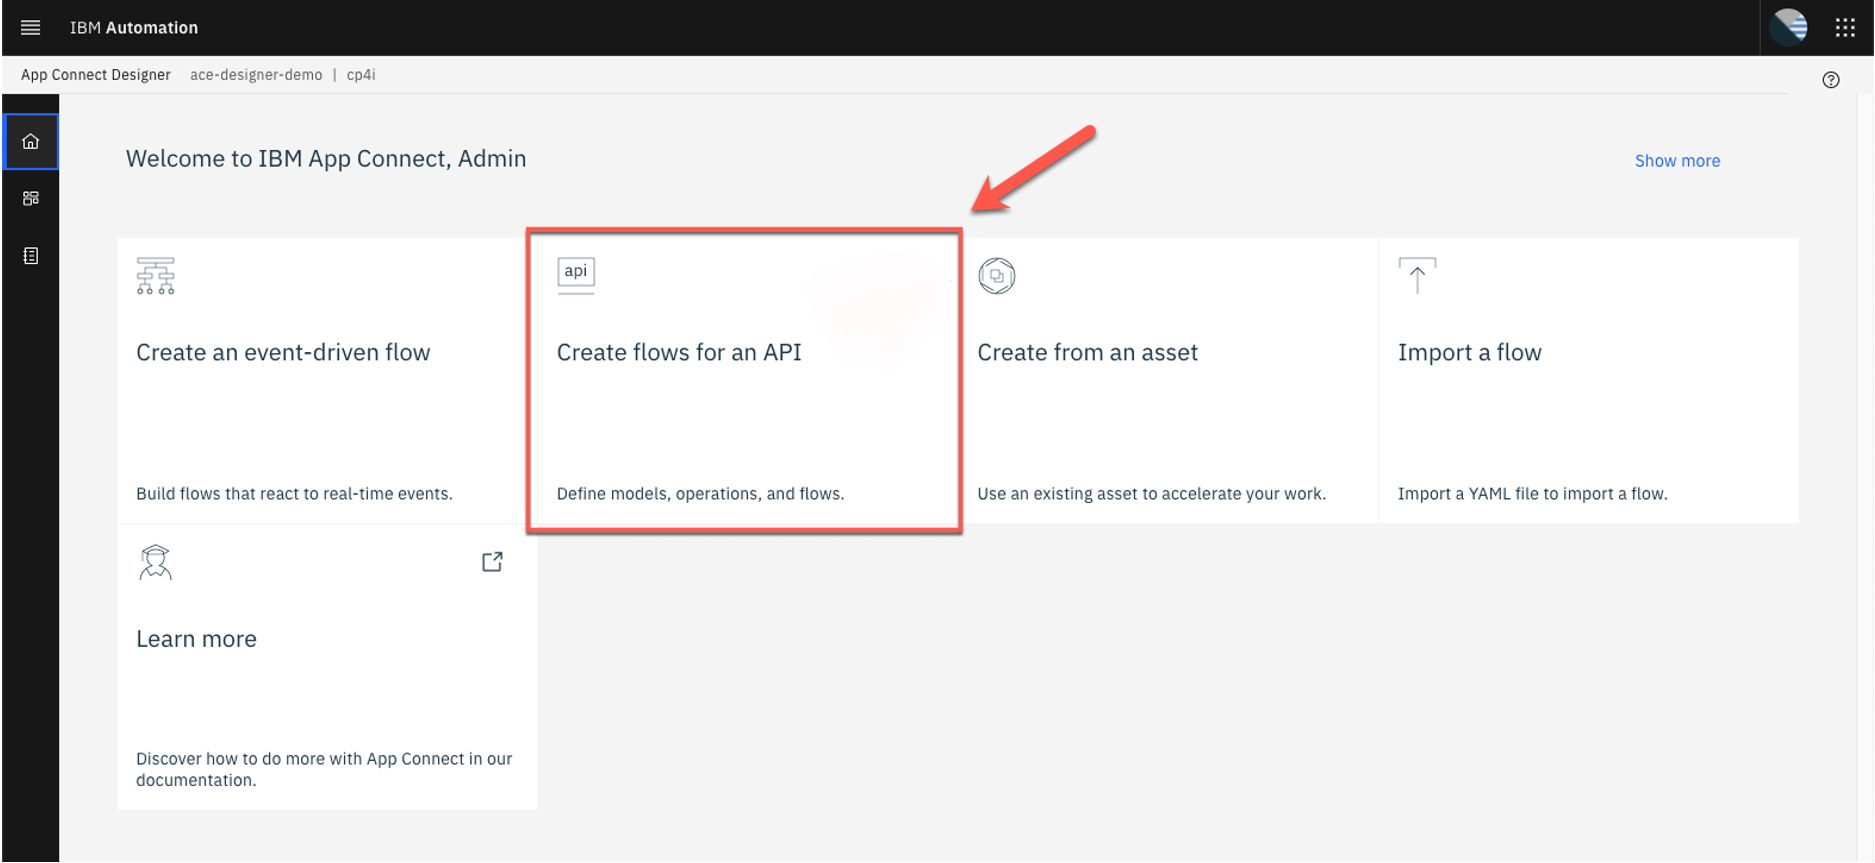 IBM Automation
App Connect Designer ace-designer-demo | cp4i
Welcome to IBM App Connect, Admin
Show more
api
Create an event-driven flow
Create flows for an API
Create from an asset
Import a flow
Build flows that react to real-time events.
Define models, operations, and flows.
Use an existing asset to accelerate your work.
Import a YAML file to import a flow.
Learn more
Discover how to do more with App Connect in our
documentation.